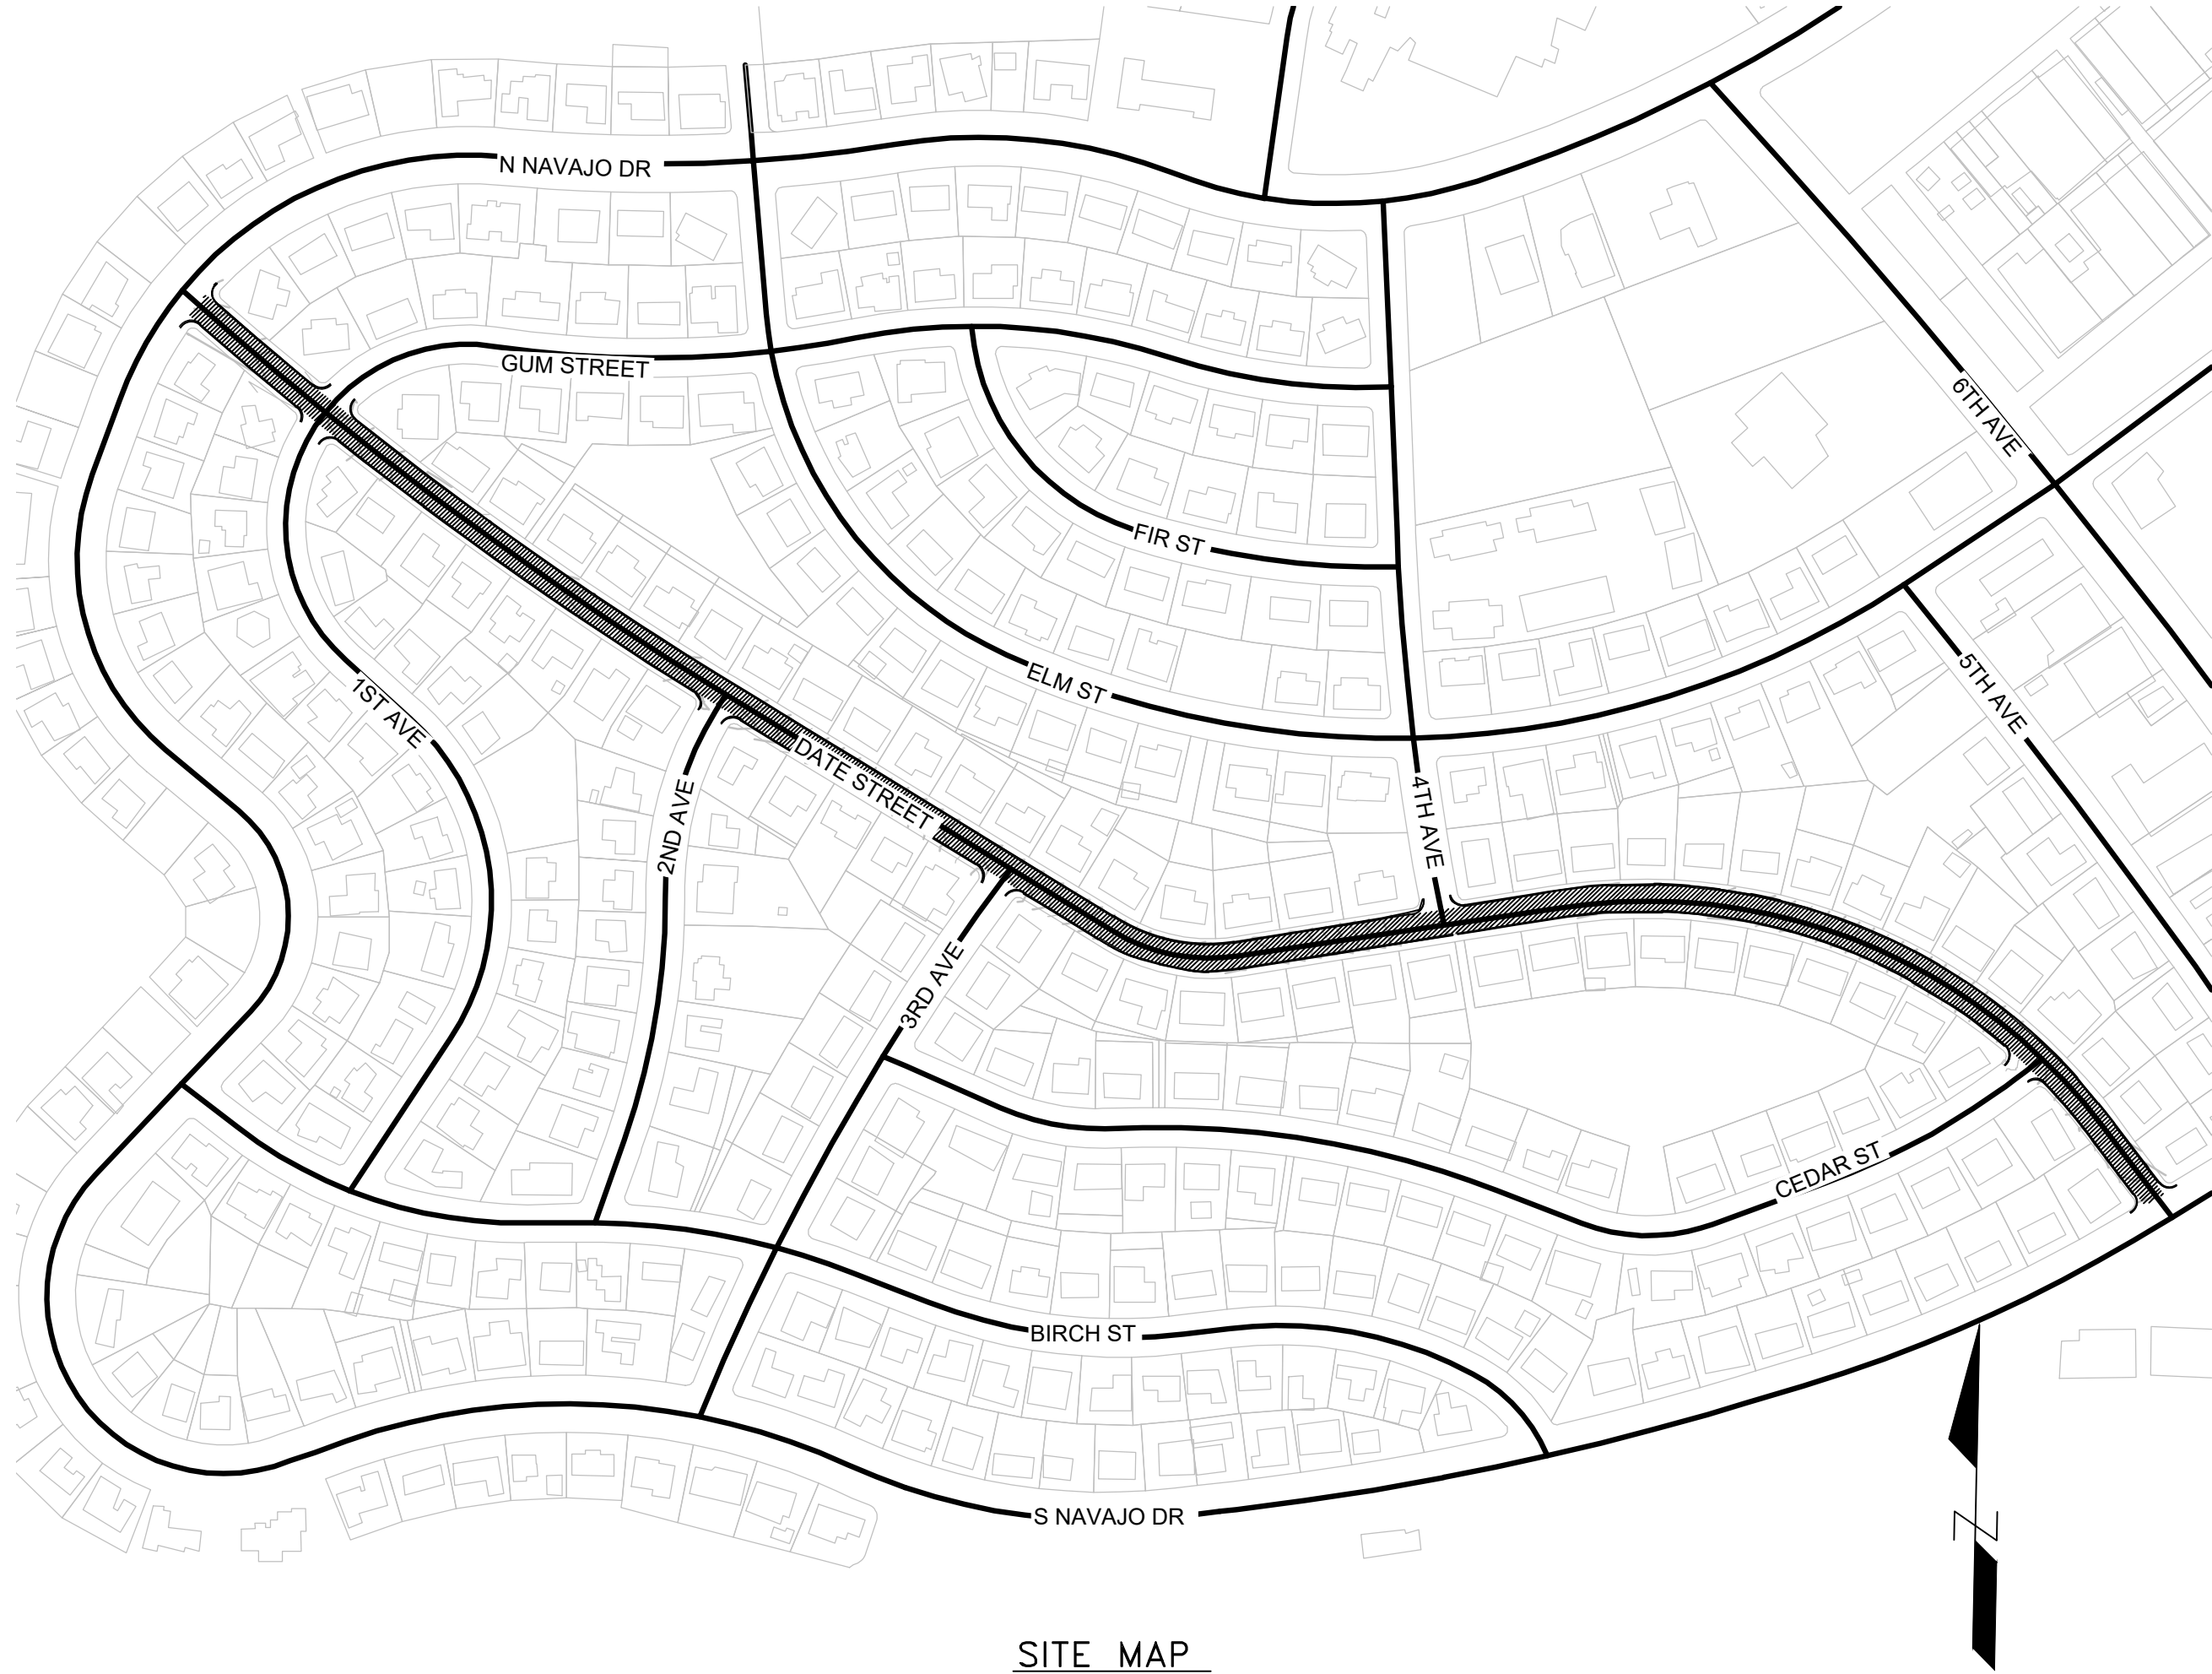 N NAVAJO DR
GUM STREET
6TH AVE
FIR ST
ELM ST
5TH AVE
1ST AVE
DATE STREET
2ND AVE
4TH AVE
3RD AVE
CEDAR ST
BIRCH ST
S NAVAJO DR
N
SITE MAP